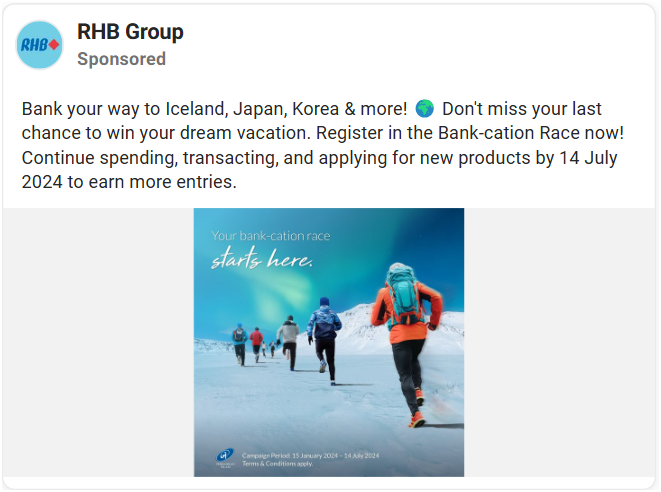 RHB
RHB Group
Sponsored
Bank your way to Iceland, Japan, Korea & more! 🌍 Don't miss your last
chance to win your dream vacation. Register in the Bank-cation Race now!
Continue spending, transacting, and applying for new products by 14 July
2024 to earn more entries.
Your bank-cation race
starts here.
Campaign Period: 15 January 2024 – 14 July 2024
Terms & Conditions apply.